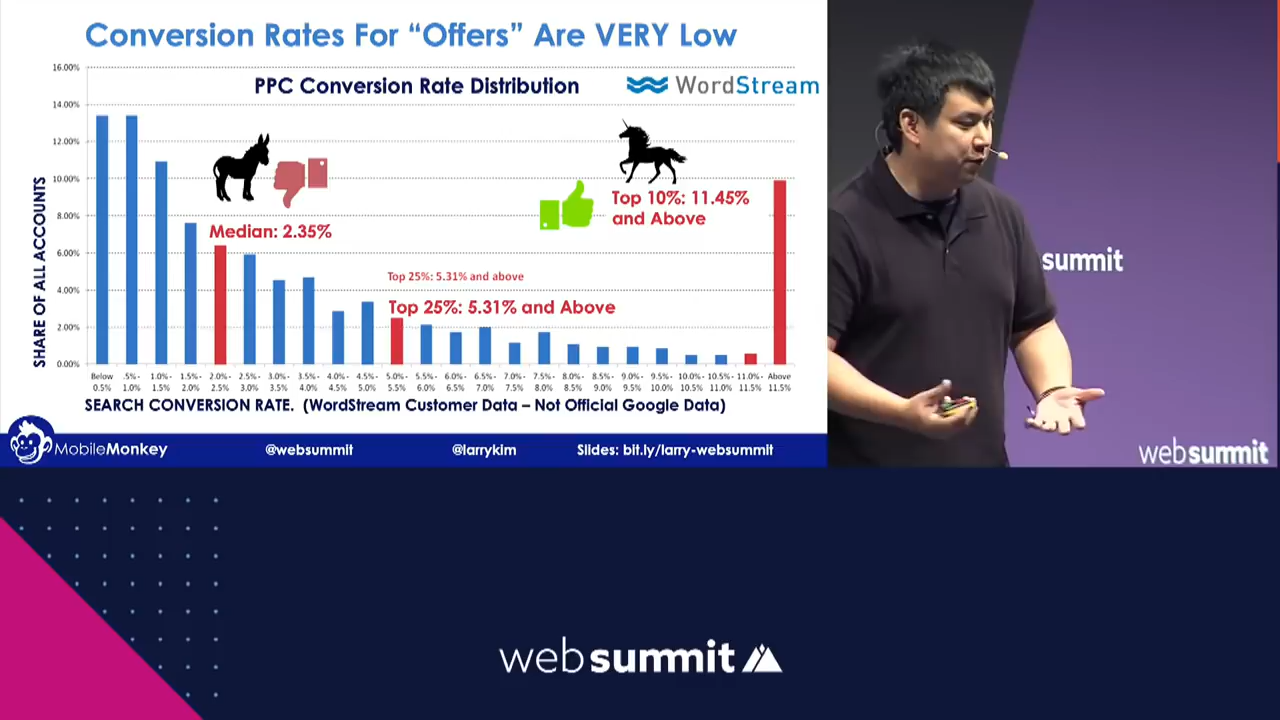 Conversion Rates For “Offers” Are VERY Low
PPC Conversion Rate Distribution
WordStream
16.00%
14.00%
12.00%
10.00%
8.00%
6.00%
4.00%
2.00%
0.00%
SHARE OF ALL ACCOUNTS
Median: 2.35%
Top 10%: 11.45%
and Above
Top 25%: 5.31% and above
Top 25%: 5.31% and Above
Below 0.5%
.5%- 1.0%
1.0%- 1.5%
1.5%- 2.0%
2.0%- 2.5%
2.5%- 3.0%
3.0%- 3.5%
3.5%- 4.0%
4.0%- 4.5%
4.5%- 5.0%
5.0%- 5.5%
5.5%- 6.0%
6.0%- 6.5%
6.5%- 7.0%
7.0%- 7.5%
7.5%- 8.0%
8.0%- 8.5%
8.5%- 9.0%
9.0%- 9.5%
9.5%- 10.0%
10.0%- 10.5%
10.5%- 11.0%
11.0%- 11.5%
Above 11.5%
SEARCH CONVERSION RATE. (WordStream Customer Data – Not Official Google Data)
MobileMonkey
@websummit
@larrykim
Slides: bit.ly/larry-websummit
summit
websummit
websummit